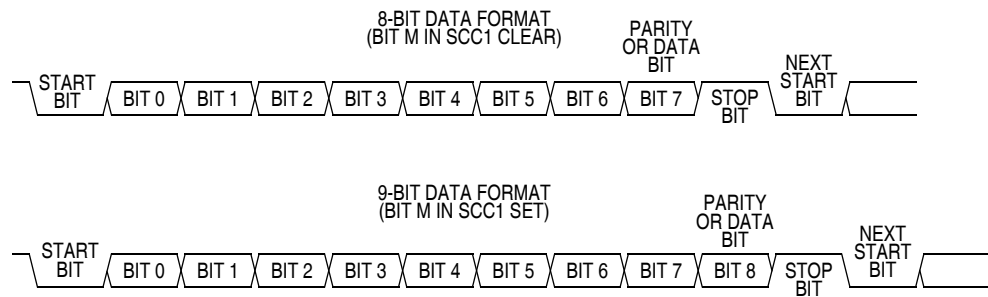 8-BIT DATA FORMAT
(BIT M IN SCC1 CLEAR)
PARITY
OR DATA
BIT
START
BIT
BIT 0
BIT 1
BIT 2
BIT 3
BIT 4
BIT 5
BIT 6
BIT 7
STOP
BIT
NEXT
START
BIT
9-BIT DATA FORMAT
(BIT M IN SCC1 SET)
PARITY
OR DATA
BIT
START
BIT
BIT 0
BIT 1
BIT 2
BIT 3
BIT 4
BIT 5
BIT 6
BIT 7
BIT 8
STOP
BIT
NEXT
START
BIT